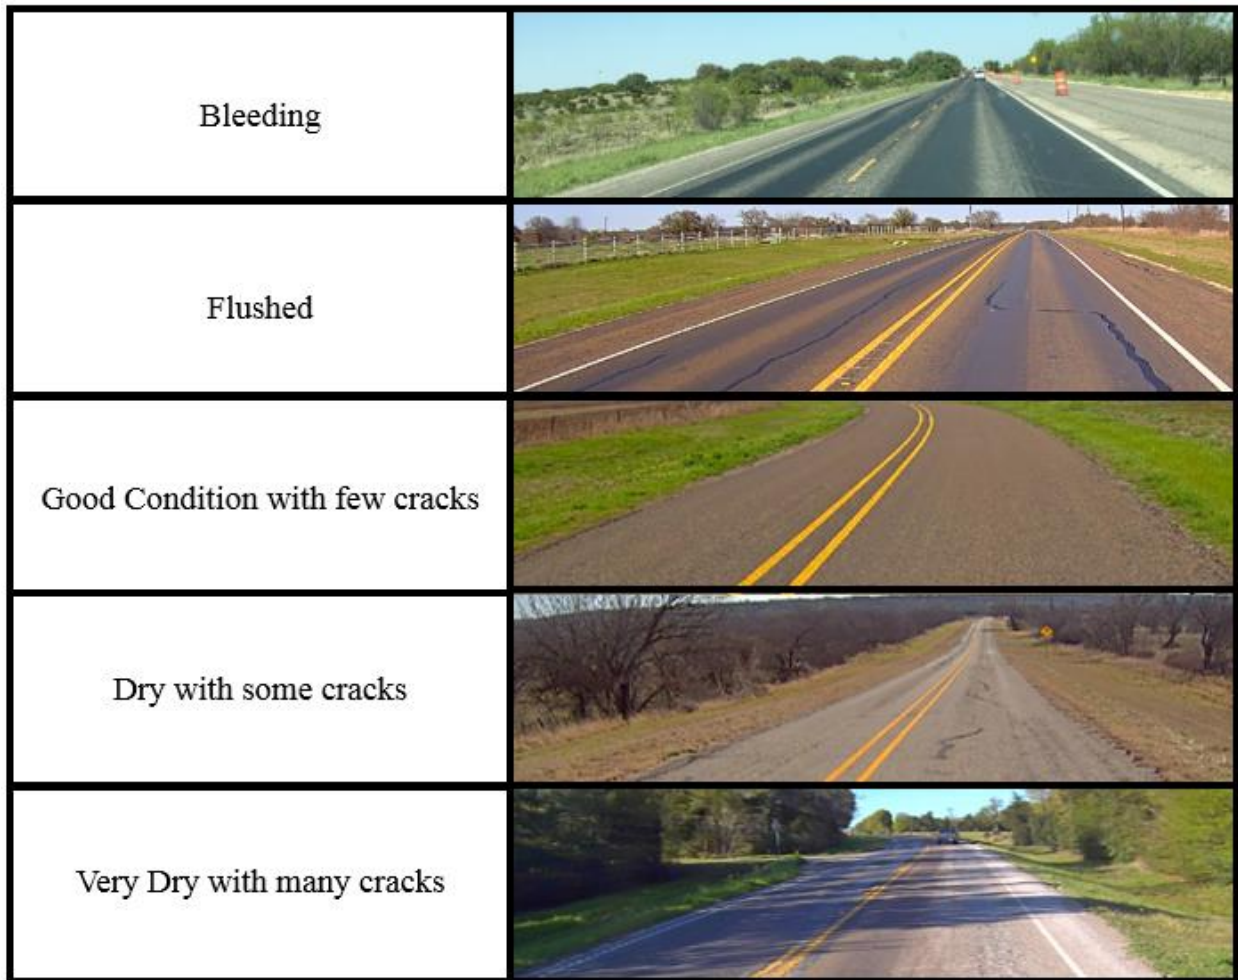 Bleeding
Flushed
Good Condition with few cracks
Dry with some cracks
Very Dry with many cracks